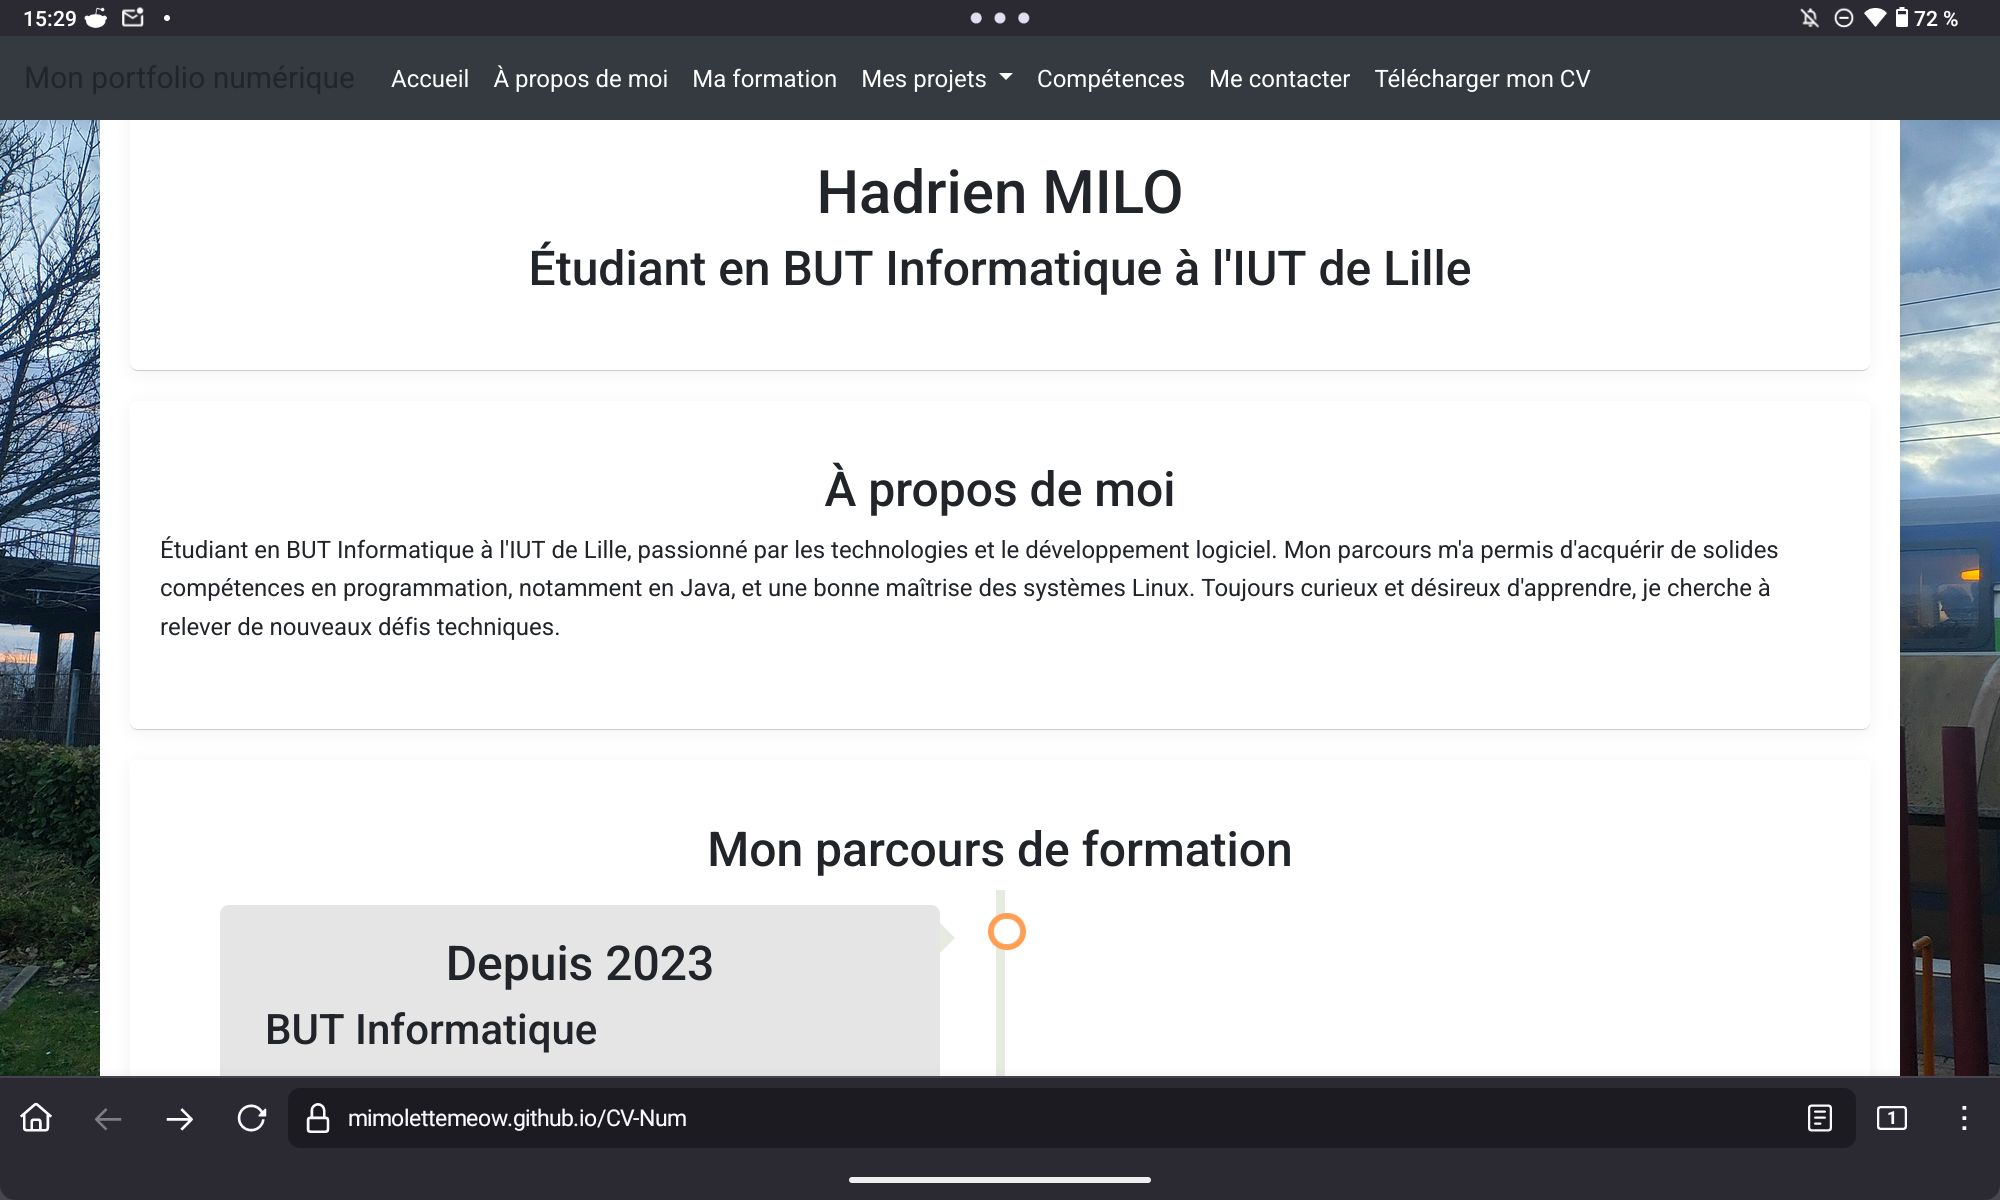 15:29
72 %
Mon portfolio numérique
Accueil
À propos de moi
Ma formation
Mes projets
Compétences
Me contacter
Télécharger mon CV
Hadrien MILO
Étudiant en BUT Informatique à l'IUT de Lille
À propos de moi
Étudiant en BUT Informatique à l'IUT de Lille, passionné par les technologies et le développement logiciel. Mon parcours m'a permis d'acquérir de solides
compétences en programmation, notamment en Java, et une bonne maîtrise des systèmes Linux. Toujours curieux et désireux d'apprendre, je cherche à
relever de nouveaux défis techniques.
Mon parcours de formation
Depuis 2023
BUT Informatique
mimolettemeow.github.io/CV-Num
1